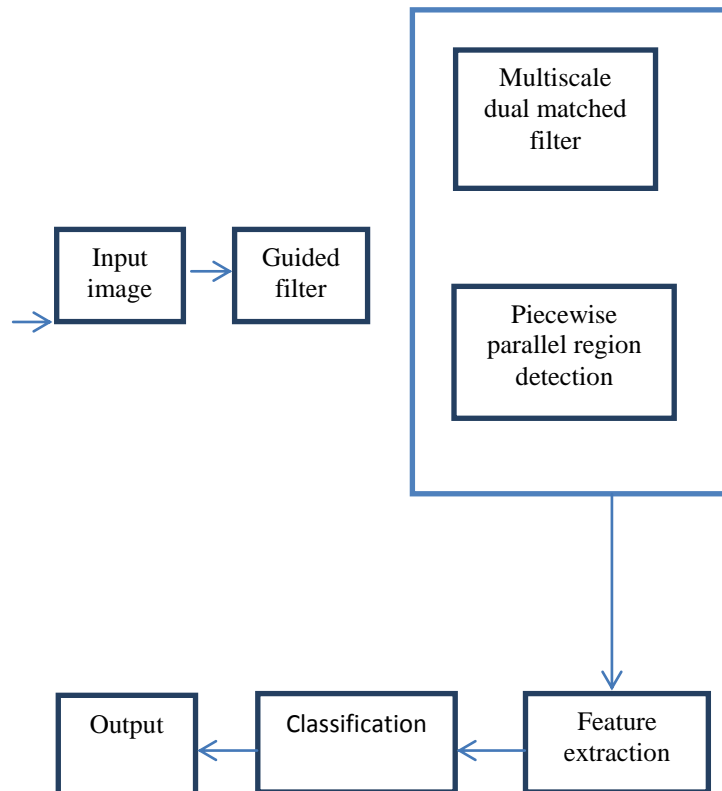 Multiscale
dual matched
filter
Input
image
Guided
filter
Piecewise
parallel region
detection
Output
Classification
Feature
extraction